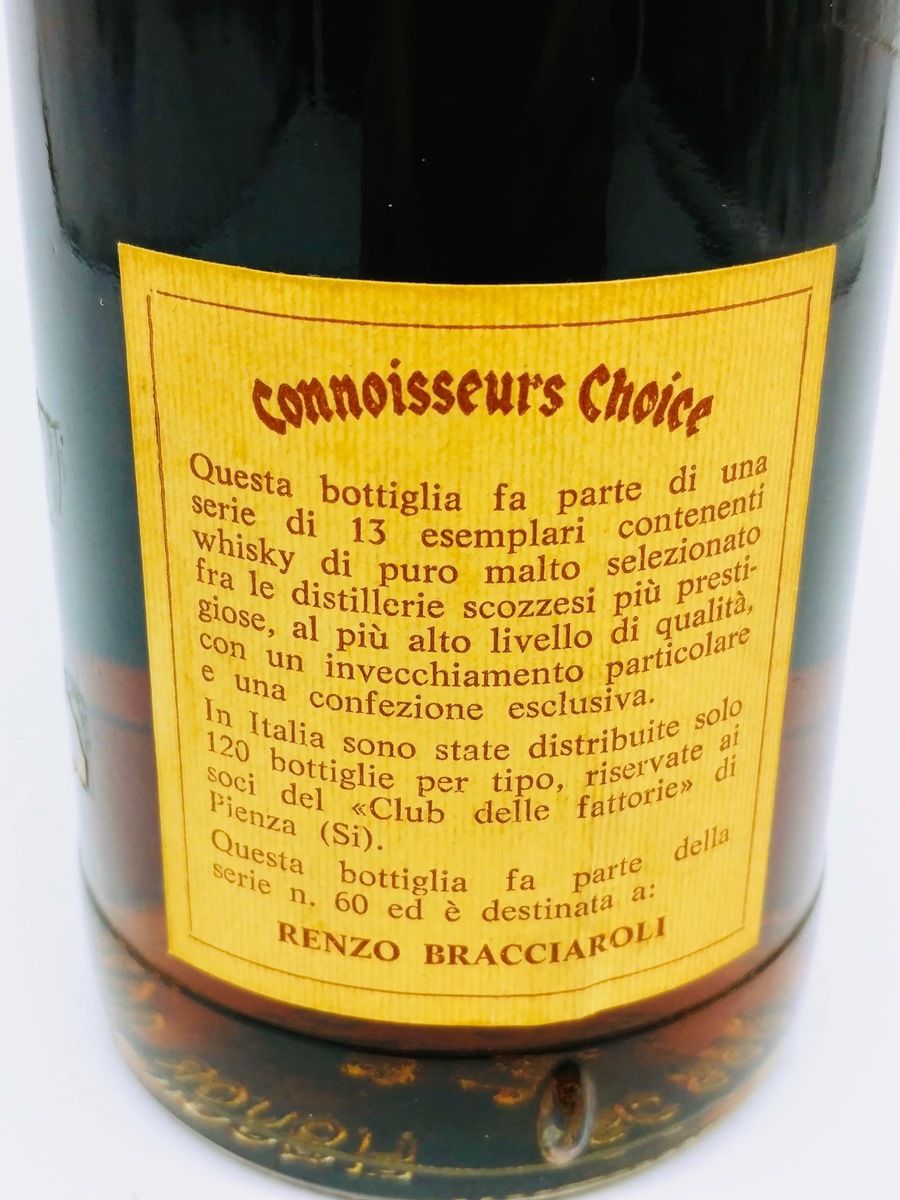 Connoisseurs Choice
Questa bottiglia fa parte di una
serie di 13 esemplari contenenti
whisky di puro malto selezionato
fra le distillerie scozzesi più presti-
giose, al più alto livello di qualità,
con un invecchiamento particolare
e una confezione esclusiva.
In Italia sono state distribuite solo
120 bottiglie per tipo, riservate ai
soci del «Club delle fattorie» di
Pienza (Si).
Questa bottiglia fa parte della
serie n. 60 ed è destinata a:
RENZO BRACCIAROLI